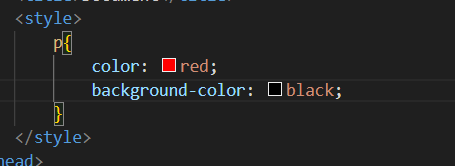 <style>
p{
color: red;
background-color: black;
}
</style>
head>